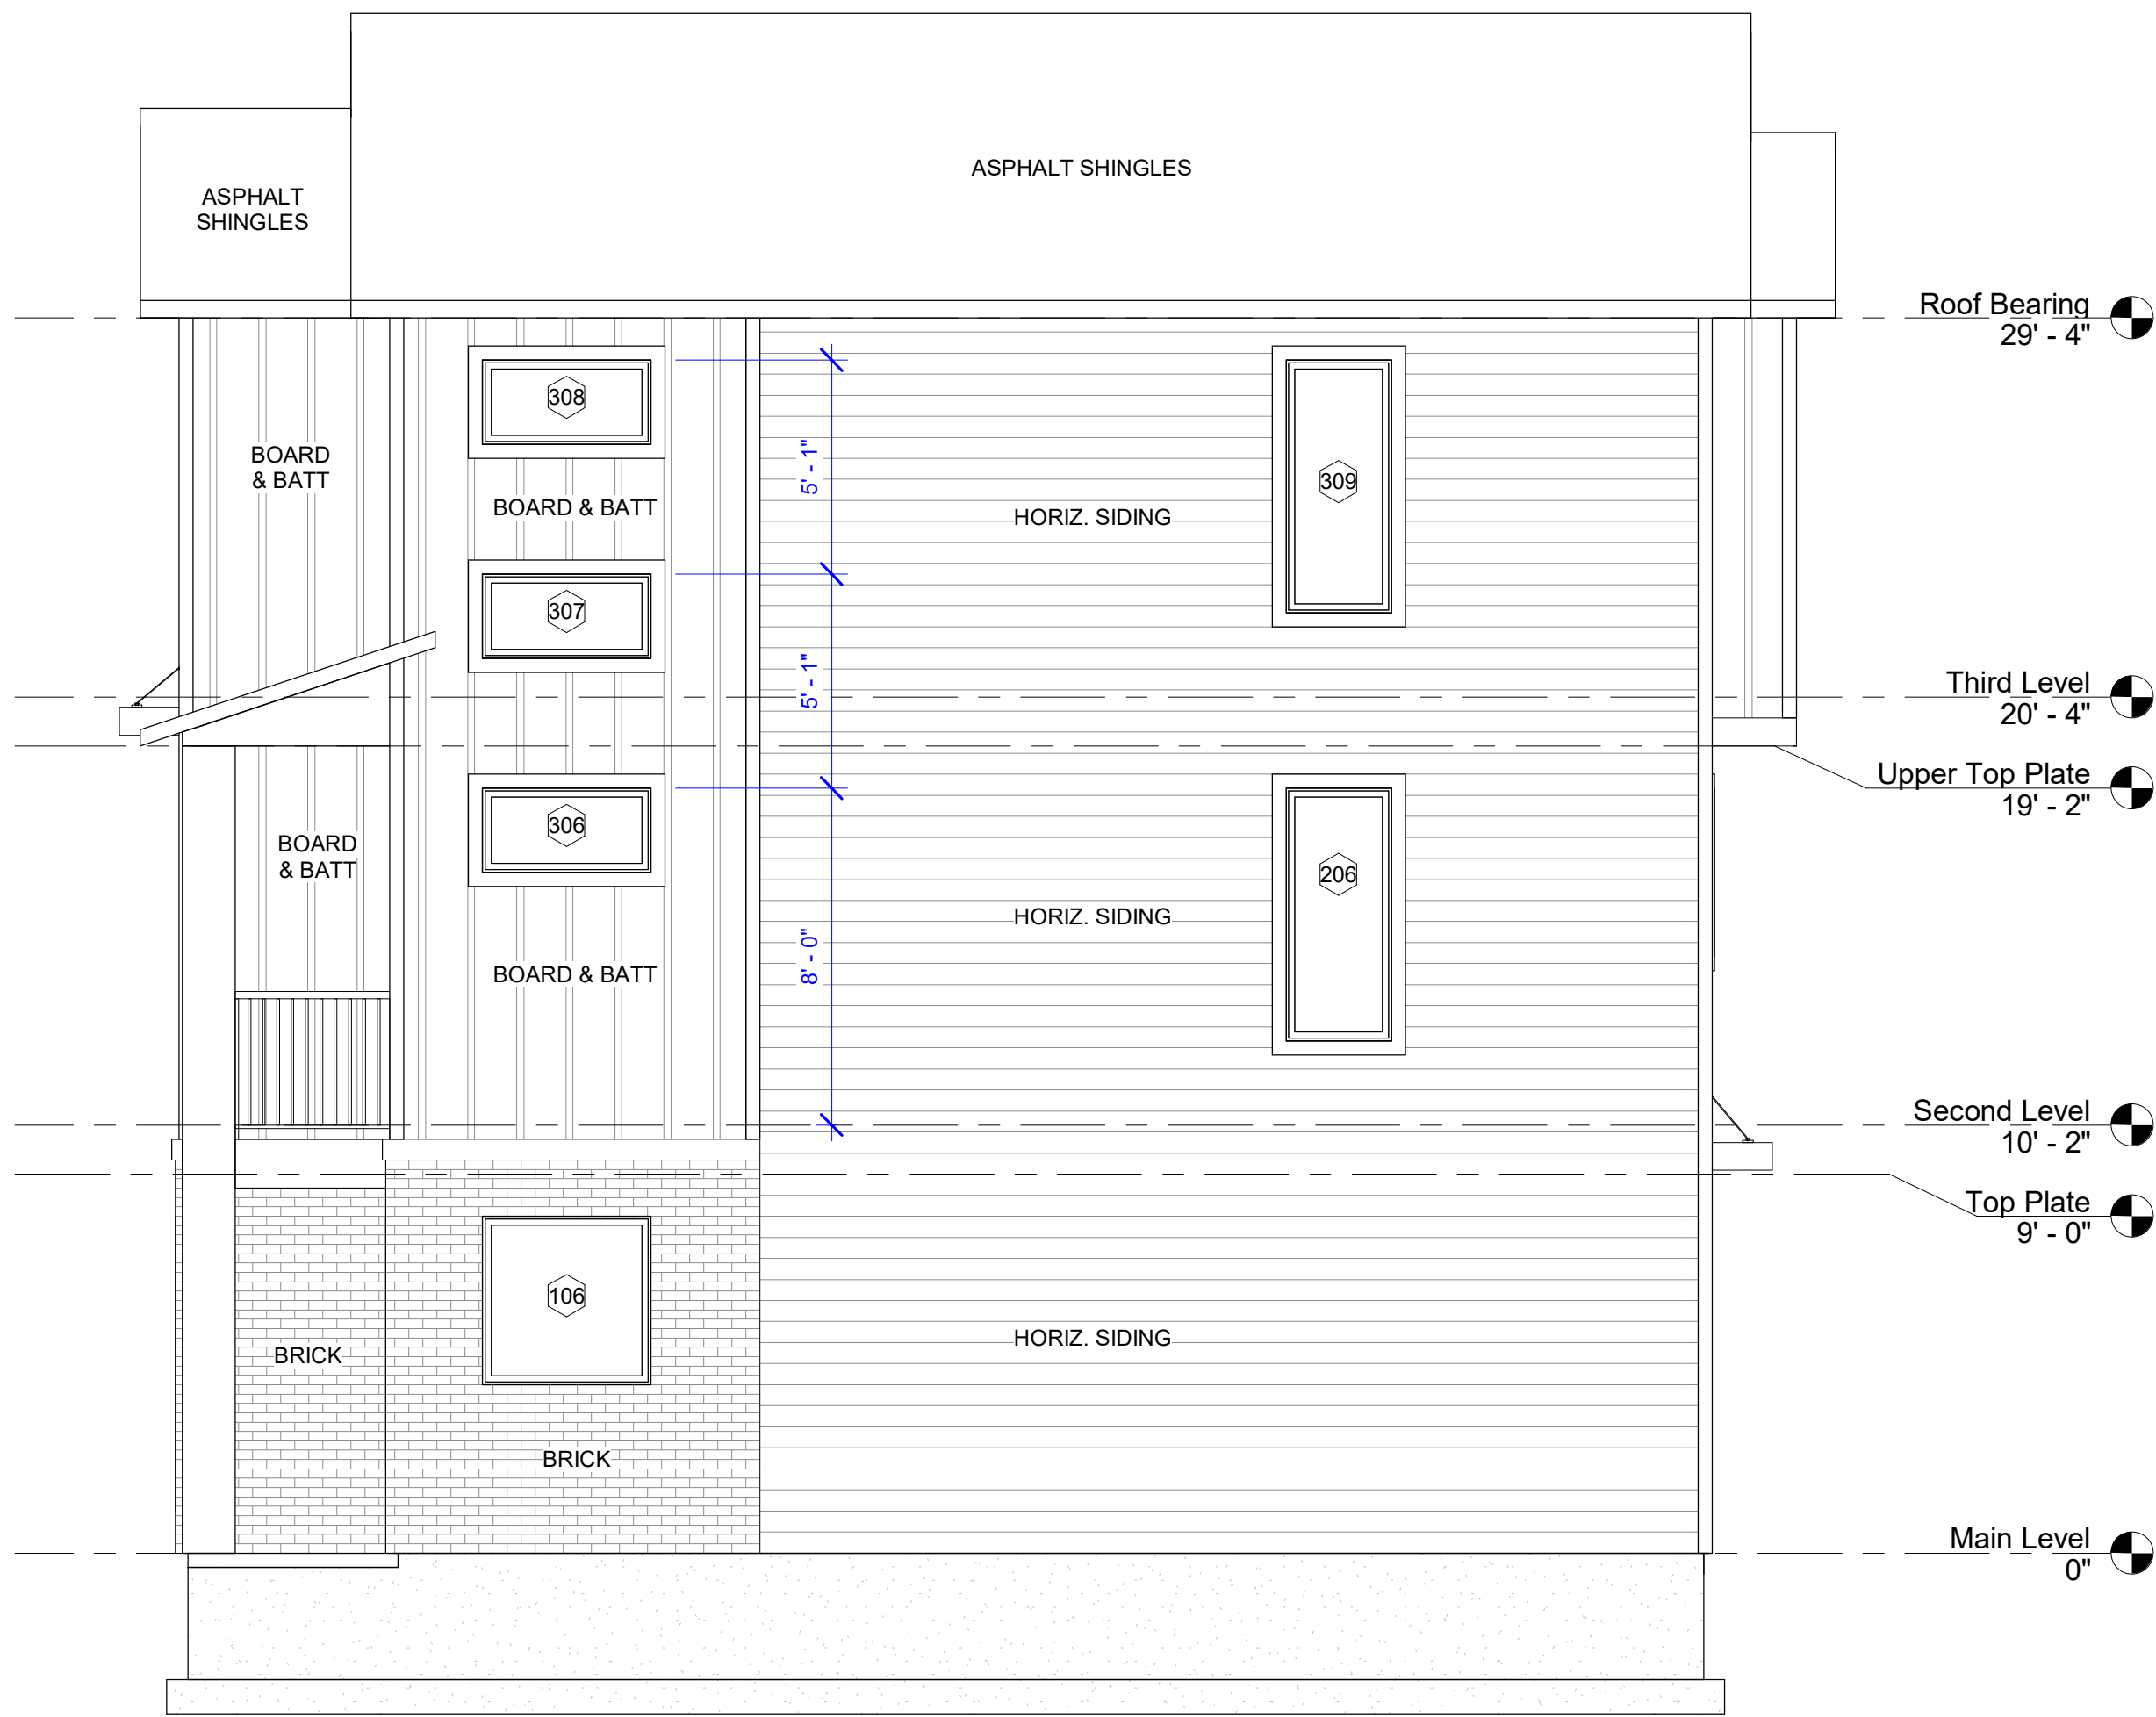 ASPHALT SHINGLES
ASPHALT
SHINGLES
Roof Bearing
29' - 4"
308
BOARD
& BATT
5' - 1"
309
BOARD & BATT
HORIZ. SIDING
307
5' - 1"
Third Level
20' - 4"
Upper Top Plate
19' - 2"
306
BOARD
& BATT
206
HORIZ. SIDING
8' - 0"
BOARD & BATT
Second Level
10' - 2"
Top Plate
9' - 0"
106
HORIZ. SIDING
BRICK
BRICK
Main Level
0"